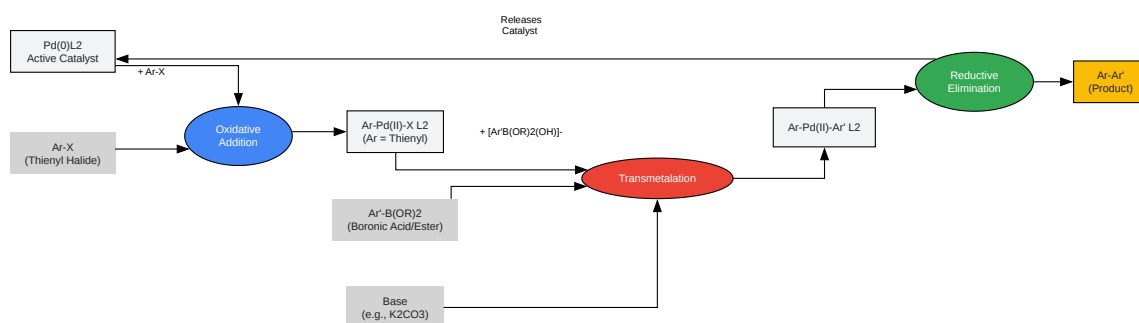 Releases
Catalyst
Pd(0)L2
Active Catalyst
+ Ar-X
Reductive
Elimination
Ar-Ar'
(Product)
Oxidative
Addition
Ar-Pd(II)-X L2
(Ar = Thienyl)
+ [Ar'B(OR)2(OH)]-
Ar-Pd(II)-Ar' L2
Ar-X
(Thienyl Halide)
Transmetalation
Ar'-B(OR)2
(Boronic Acid/Ester)
Base
(e.g., K2CO3)